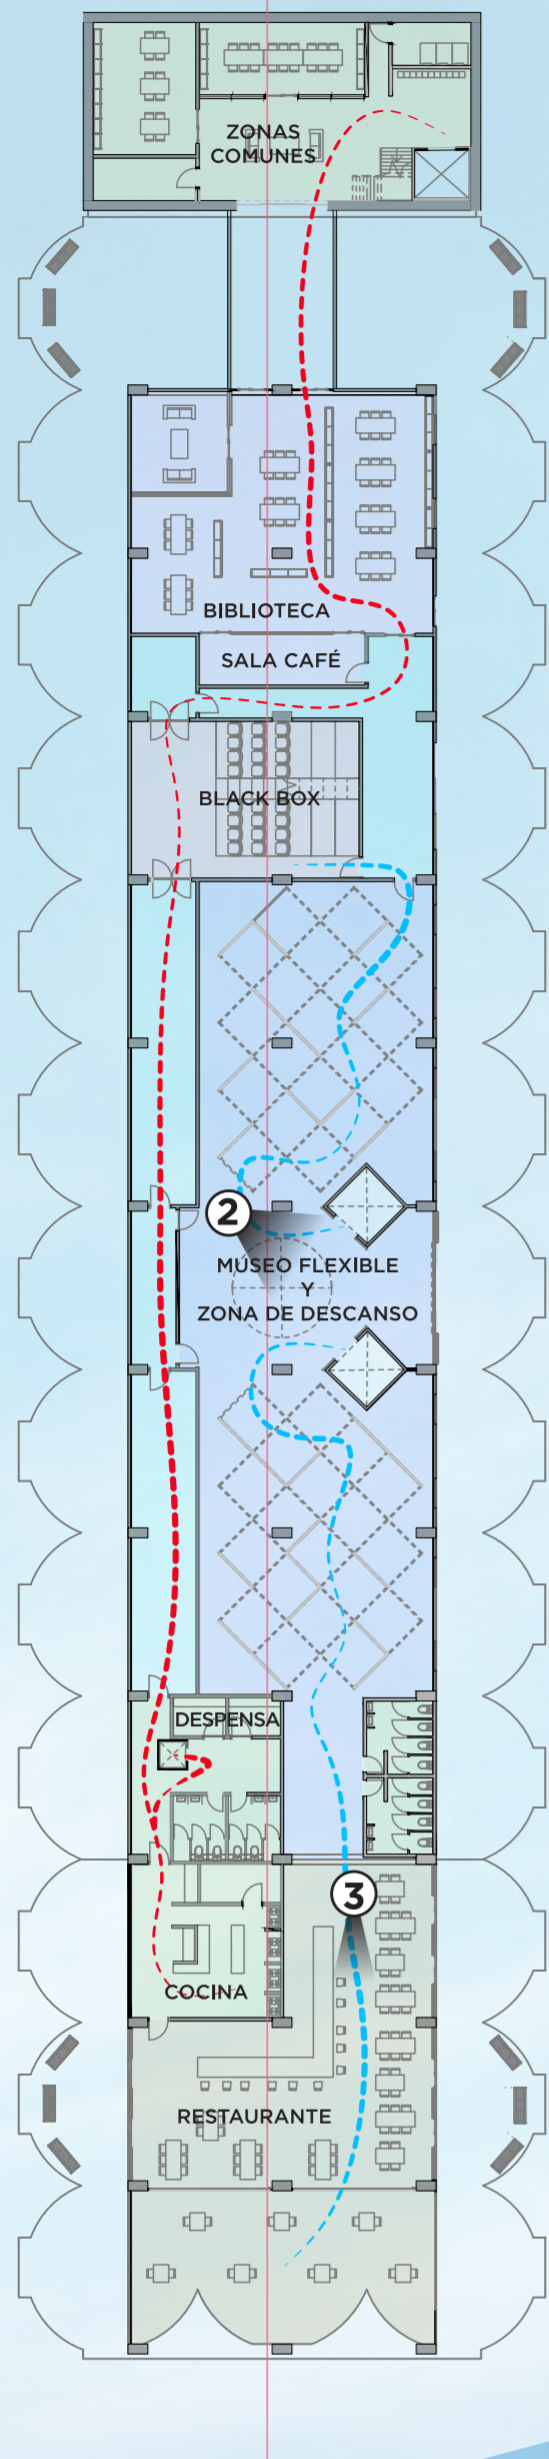 ZONAS
COMUNES
BIBLIOTECA
SALA CAFÉ
BLACK BOX
2
MUSEO FLEXIBLE
Y
ZONA DE DESCANSO
DESPENSA
3
COCINA
RESTAURANTE